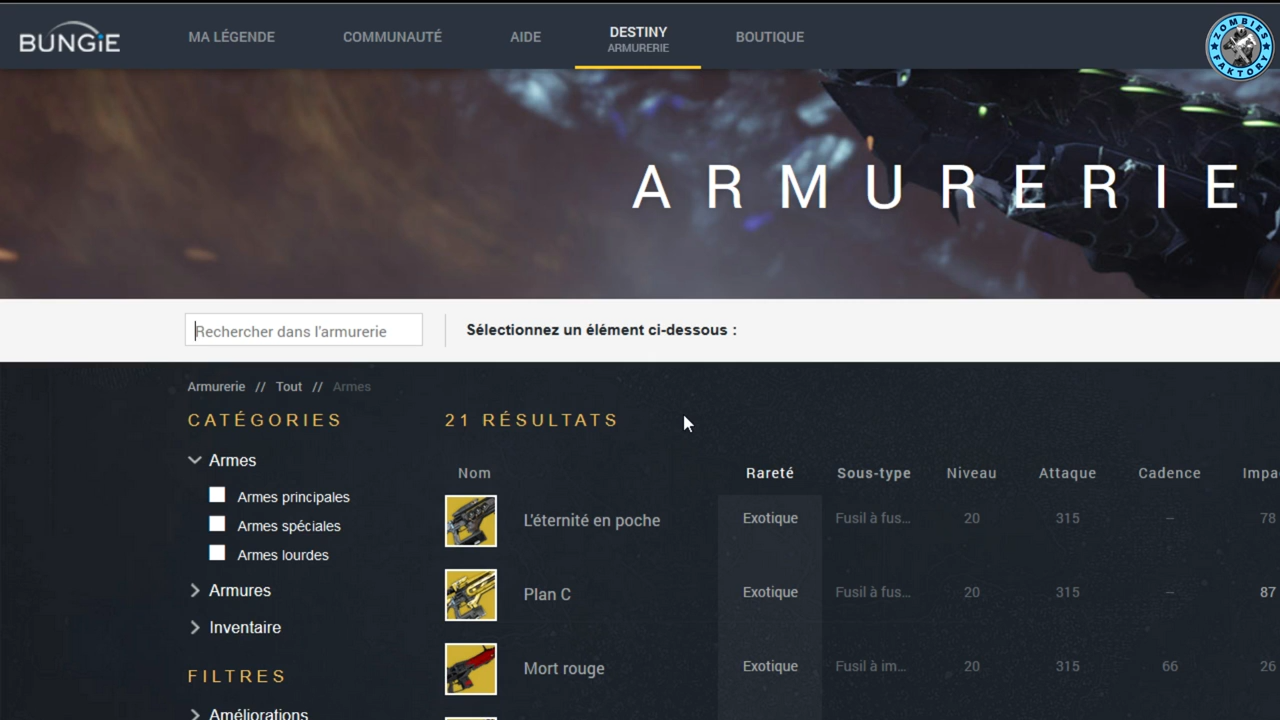 BUNGiE
MA LÉGENDE
COMMUNAUTÉ
AIDE
DESTINY
ARMURERIE
BOUTIQUE
ZOMBIES
FAKTORY
ARMURERIE
Rechercher dans l'armurerie
Sélectionnez un élément ci-dessous :
Armurerie // Tout // Armes
CATÉGORIES
Armes
Armes principales
Armes spéciales
Armes lourdes
Armures
Inventaire
FILTRES
Améliorations
21 RÉSULTATS
Nom Rareté Sous-type Niveau Attaque Cadence Impa
L'éternité en poche Exotique Fusil à fus... 20 315 – 78
Plan C Exotique Fusil à fus... 20 315 – 87
Mort rouge Exotique Fusil à im... 20 315 66 26